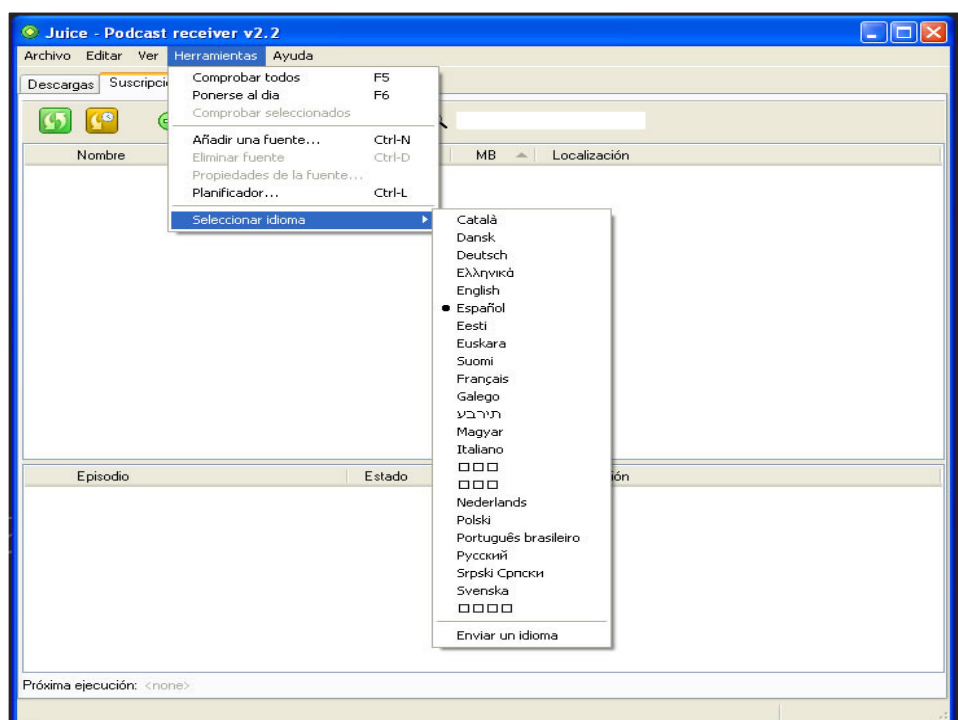 Juice - Podcast receiver v2.2
Archivo Editar Ver Herramientas Ayuda
Descargas Suscripci
Comprobar todos F5
Ponerse al dia F6
Comprobar seleccionados
Añadir una fuente... Ctrl-N
Eliminar fuente Ctrl-D
Propiedades de la fuente...
Planificador... Ctrl-L
Seleccionar idioma
Nombre MB Localización
Català
Dansk
Deutsch
Ελληνικά
English
Español
Eesti
Euskara
Suomi
Français
Galego
תירבע
Magyar
Italiano
□□□
□□□
Nederlands
Polski
Português brasileiro
Русский
Srpski Српски
Svenska
□□□□
Enviar un idioma
Episodio Estado ión
Próxima ejecución: <none>